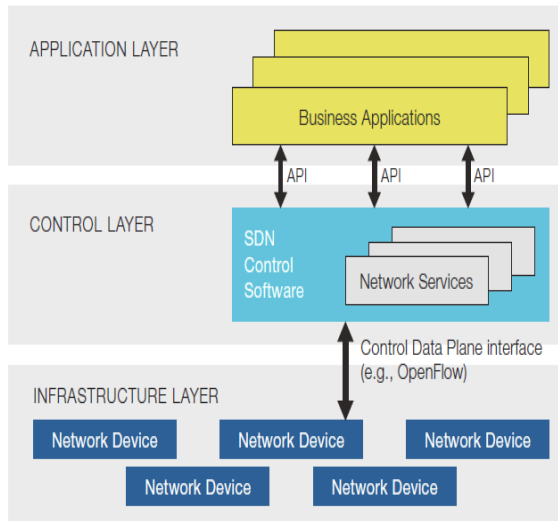 APPLICATION LAYER
Business Applications
API
API
API
CONTROL LAYER
SDN
Control
Software
Network Services
Control Data Plane interface
(e.g., OpenFlow)
INFRASTRUCTURE LAYER
Network Device
Network Device
Network Device
Network Device
Network Device